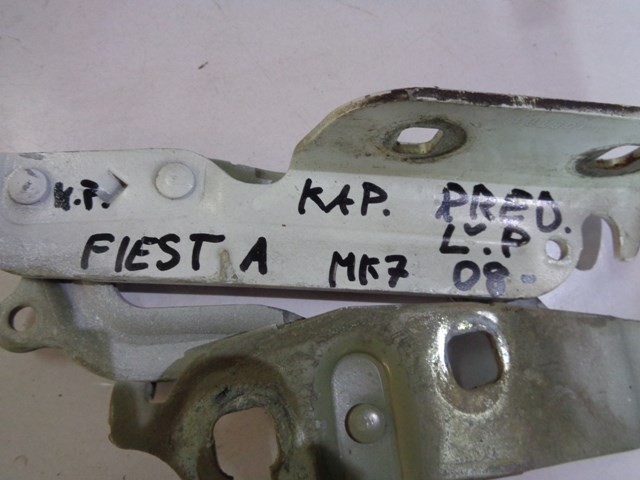 V.P. KAP. PRED.
L.P
FIESTA MK7 08-